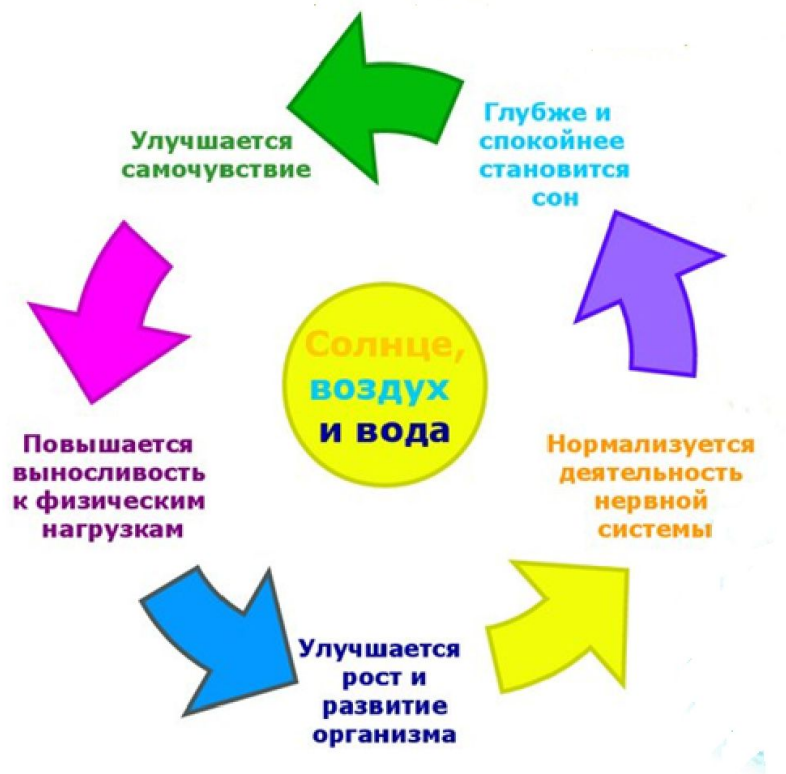 Глубже и
спокойнее
становится
сон
Улучшается
самочувствие
Солнце,
воздух
и вода
Повышается
выносливость
к физическим
нагрузкам
Нормализуется
деятельность
нервной
системы
Улучшается
рост и
развитие
организма